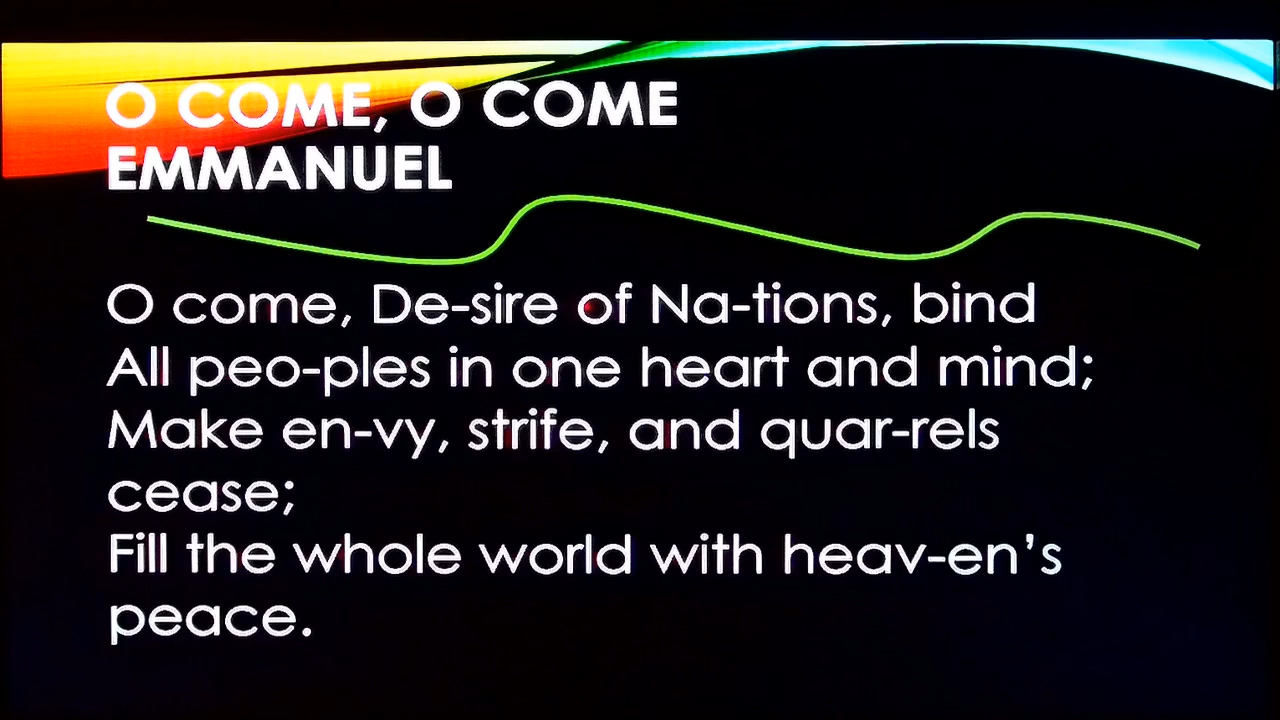 O COME, O COME
EMMANUEL
O come, De-sire of Na-tions, bind
All peo-ples in one heart and mind;
Make en-vy, strife, and quar-rels
cease;
Fill the whole world with heav-en’s
peace.